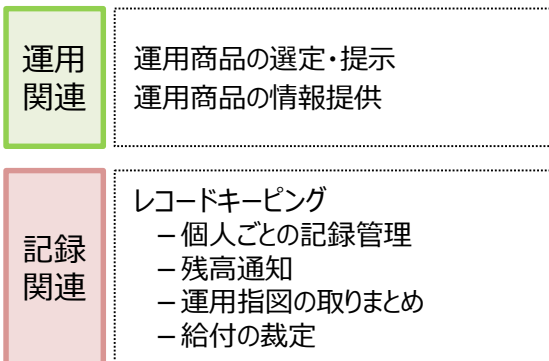 運用
関連
運用商品の選定・提示
運用商品の情報提供
記録
関連
レコードキーピング
－個人ごとの記録管理
－残高通知
－運用指図の取りまとめ
－給付の裁定